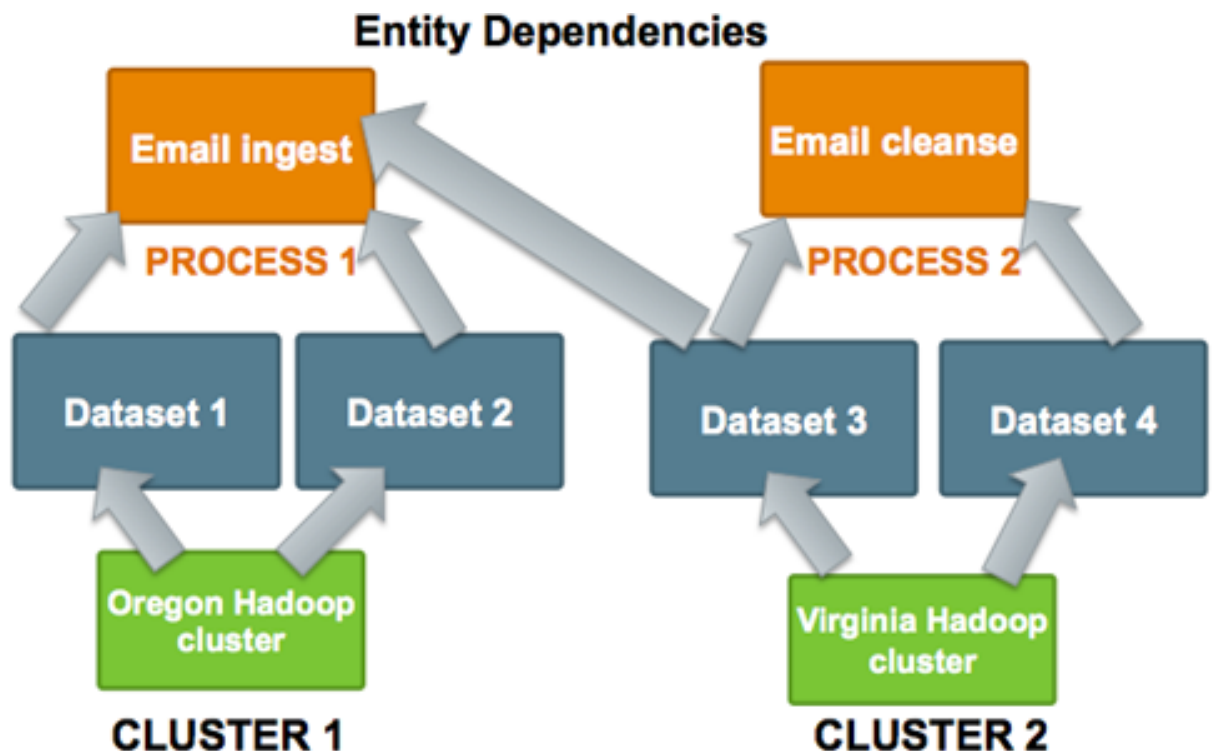 Entity Dependencies
Email ingest
Email cleanse
PROCESS 1
PROCESS 2
Dataset 1
Dataset 2
Dataset 3
Dataset 4
Oregon Hadoop
cluster
Virginia Hadoop
cluster
CLUSTER 1
CLUSTER 2